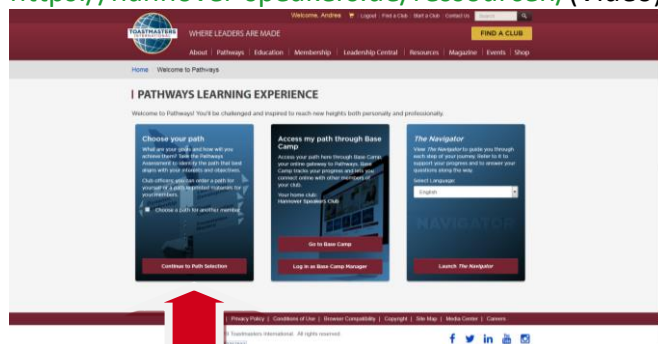 https://hannover-speakers.de/ressourcen/ (Video)
Welcome, Andrea | Logout | Find a Club | Start a Club | Contact Us
TOASTMASTERS
INTERNATIONAL
WHERE LEADERS ARE MADE
FIND A CLUB
About | Pathways | Education | Membership | Leadership Central | Resources | Magazine | Events | Shop
Home Welcome to Pathways
PATHWAYS LEARNING EXPERIENCE
Welcome to Pathways! You'll be challenged and inspired to reach new heights both personally and professionally.
Choose your path
What are your goals and how will you
achieve them? Take the Pathways
Assessment to identify the path that best
aligns with your interests and objectives.
Club officers, you can order a path for
yourself or a path in printed materials for
your members.
Choose a path for another member
Continue to Path Selection
Access my path through Base
Camp
Access your path here through Base Camp,
your online gateway to Pathways. Base
Camp tracks your progress and lets you
connect online with other members of
your club.
Your home club:
Hannover Speakers Club
Go to Base Camp
Log in as Base Camp Manager
The Navigator
View The Navigator to guide you through
each step of your journey. Refer to it to
support your progress and to answer your
questions along the way.
Select Language:
English
NAVIGATOR
Launch The Navigator
| Privacy Policy | Conditions of Use | Browser Compatibility | Copyright | Site Map | Media Center | Careers
Toastmasters International. All rights reserved.